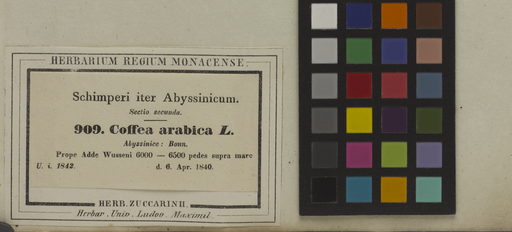 HERBARIUM REGIUM MONACENSE.
Schimperi iter Abyssinicum.
Sectio secunda.
909. Coffea arabica L.
Abyssinice: Bonn.
Prope Adde Wusseni 6000 — 6500 pedes supra mare
U. i. 1842. d. 6. Apr. 1840.
HERB. ZUCCARINII.
Herbar. Univ. Ludov. Maximil.